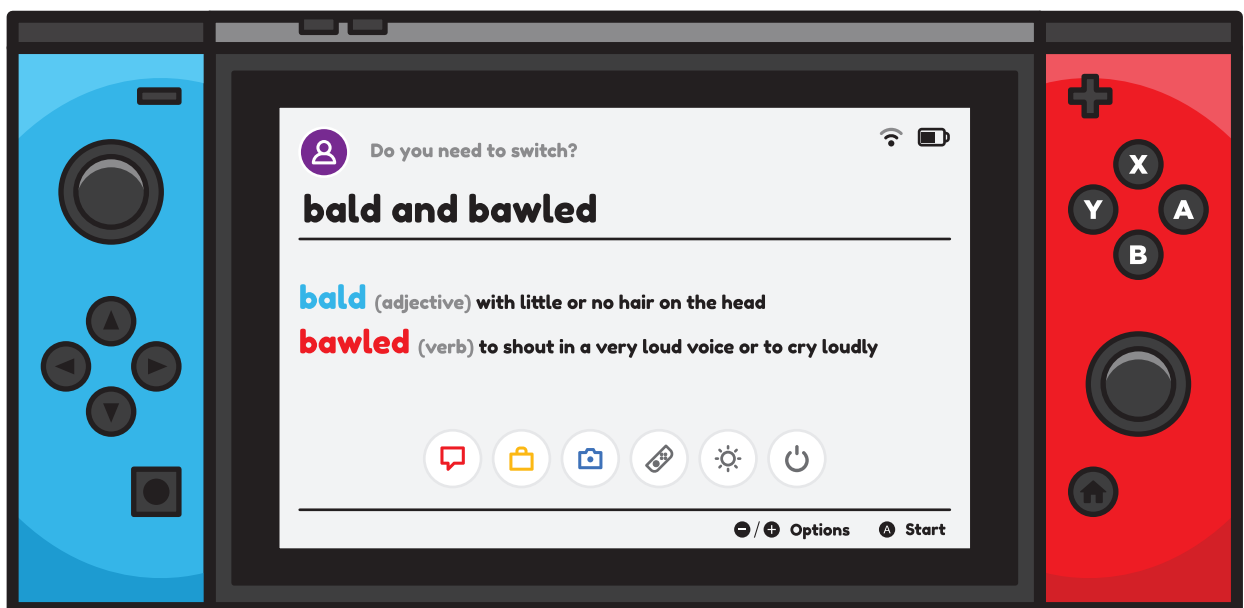 Do you need to switch?
bald and bawled
bald (adjective) with little or no hair on the head
bawled (verb) to shout in a very loud voice or to cry loudly
X
Y A
B
−/+ Options A Start